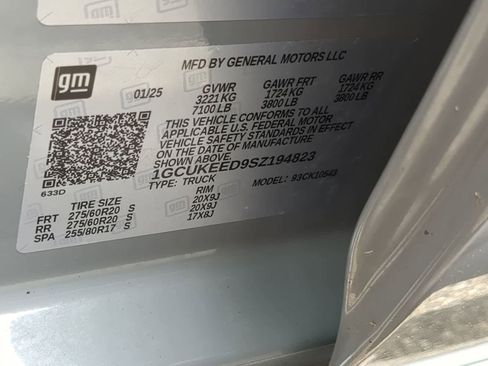 gm
MFD BY GENERAL MOTORS LLC
01/25 GVWR GAWR FRT GAWR RR
3221 KG 1724 KG 1724 KG
7100 LB 3800 LB 3800 LB
THIS VEHICLE CONFORMS TO ALL
APPLICABLE U.S. FEDERAL MOTOR
VEHICLE SAFETY STANDARDS IN EFFECT
ON THE DATE OF MANUFACTURE
SHOWN ABOVE.
633D 1GCUKEED9SZ194823
TYPE: TRUCK MODEL: 93CK10543
TIRE SIZE RIM
FRT 275/60R20 S 20X9J
RR 275/60R20 S 20X9J
SPA 255/80R17 S 17X8J